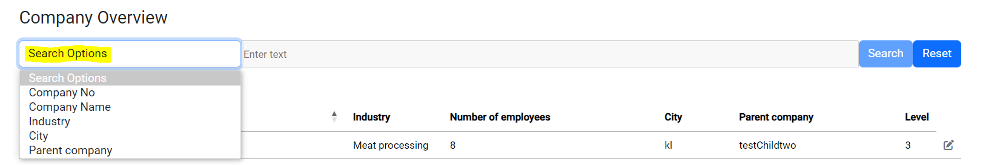 Company Overview
Search Options
Enter text
Search
Reset
Search Options
Company No
Company Name
Industry
City
Parent company
Industry Number of employees City Parent company Level
Meat processing 8 kl testChildtwo 3